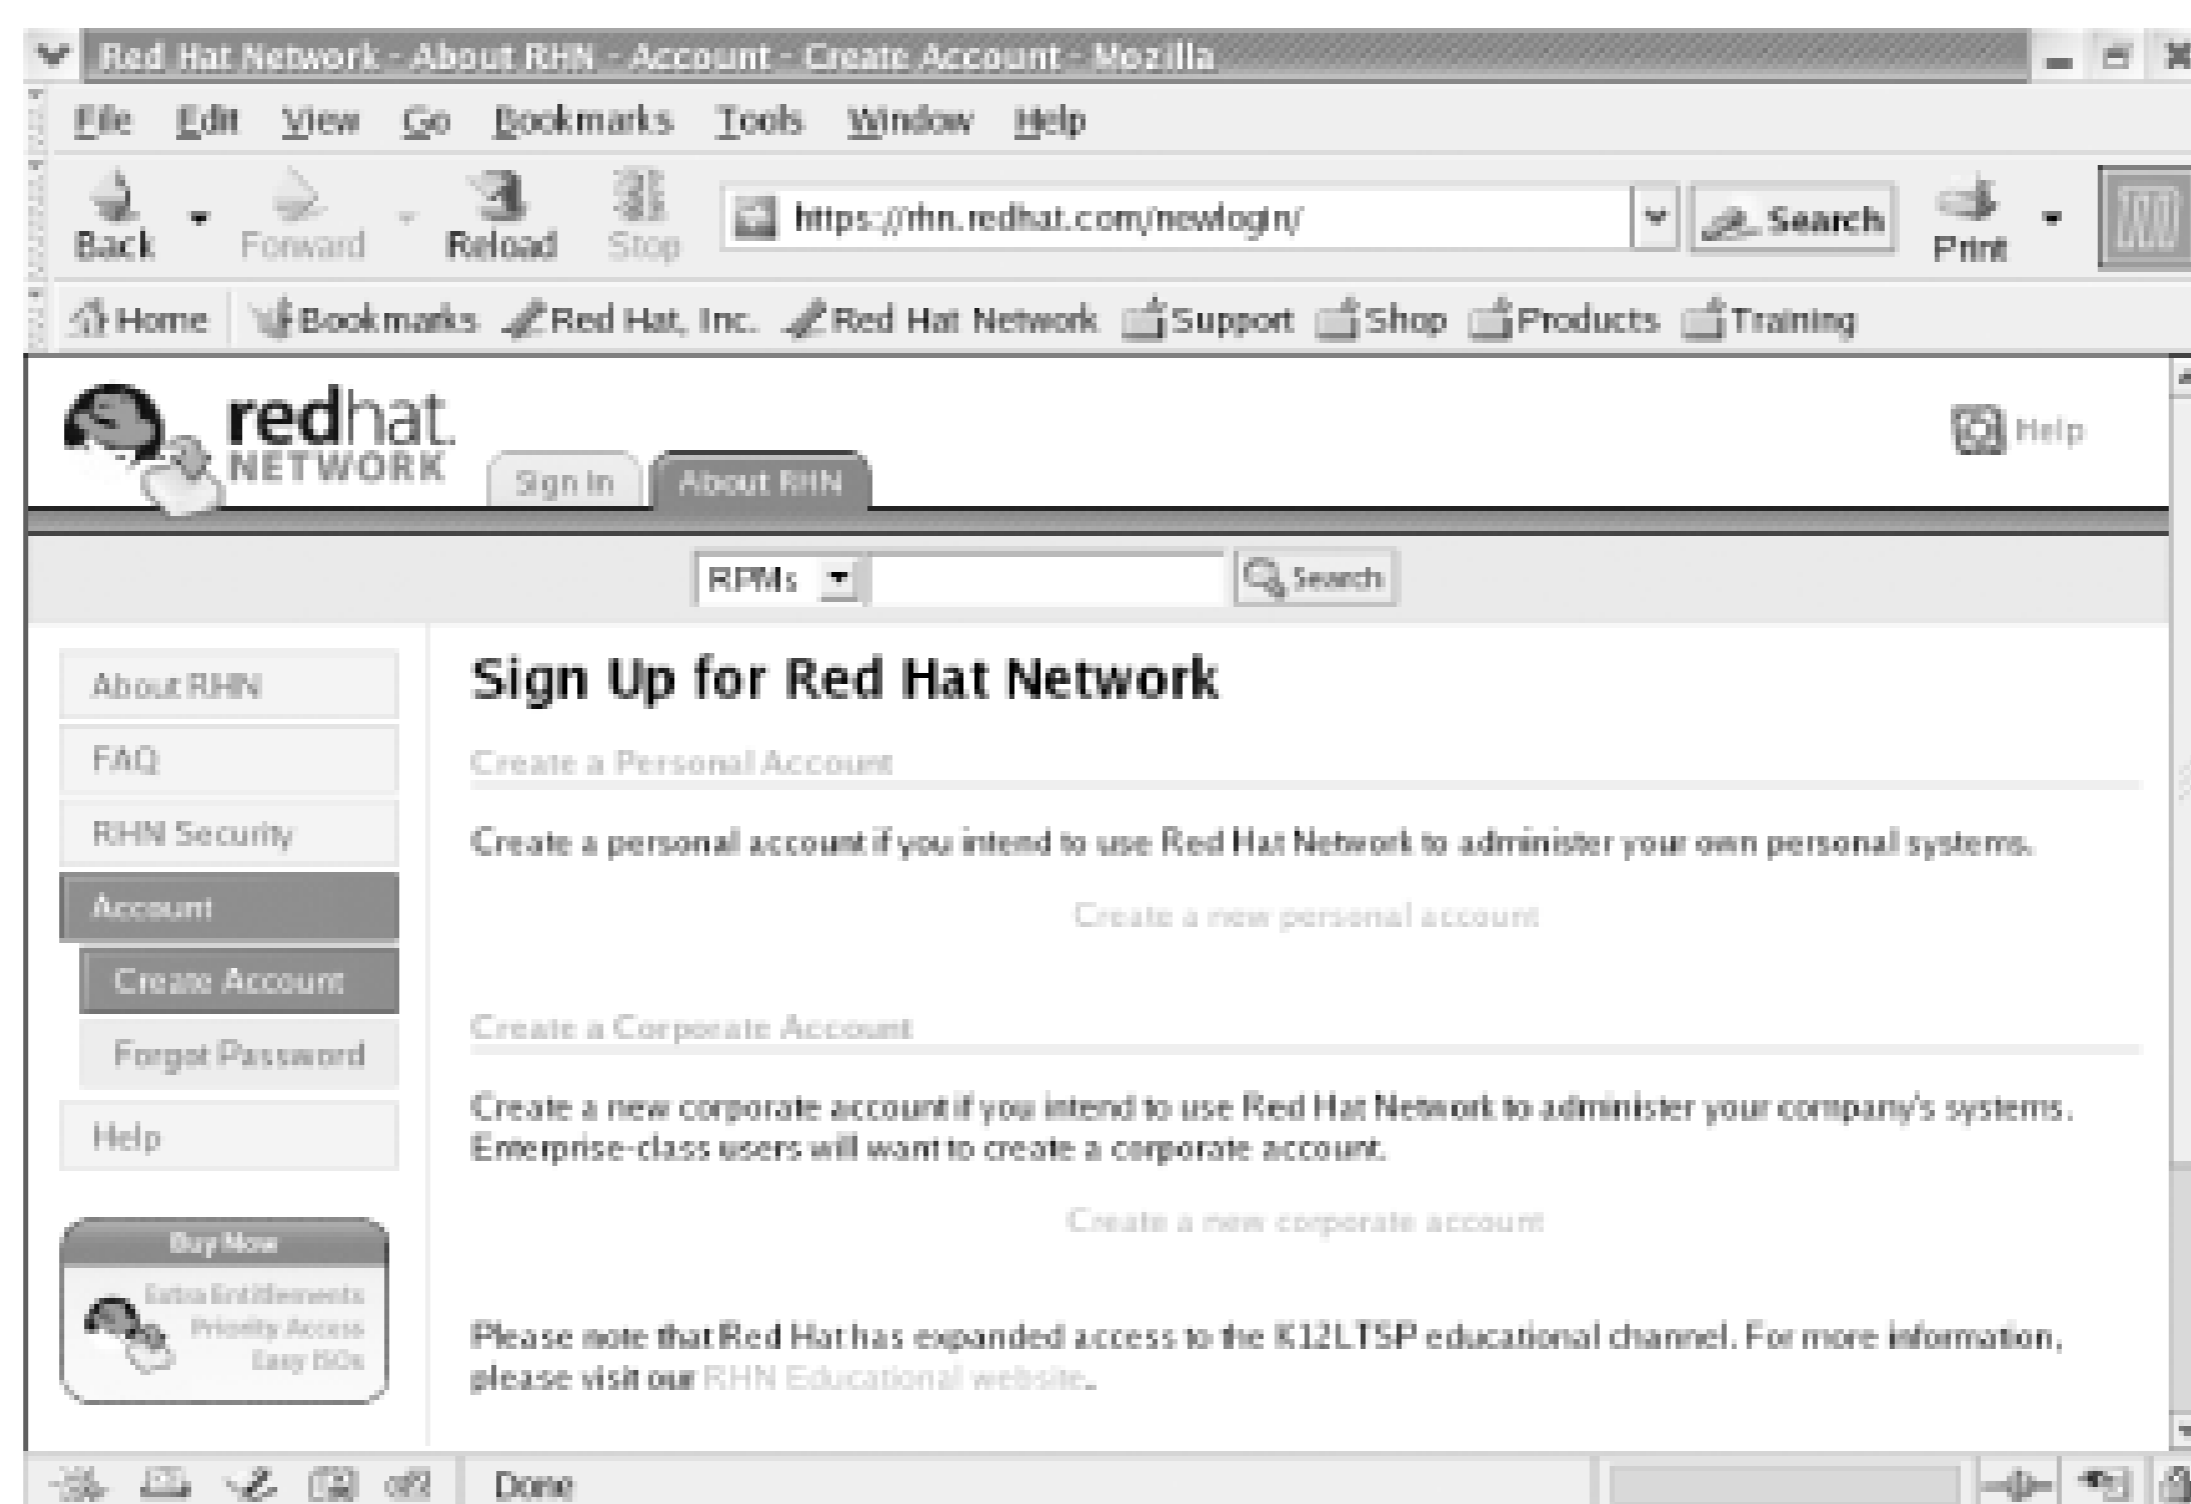 Red Hat Network - About RHN - Account - Create Account - Mozilla
File Edit View Go Bookmarks Tools Window Help
Back Forward Reload Stop https://rhn.redhat.com/newlogin/ Search Print
Home Bookmarks Red Hat, Inc. Red Hat Network Support Shop Products Training
redhat.
NETWORK
Sign In About RHN
Help
RPMs Search
About RHN
FAQ
RHN Security
Account
Create Account
Forgot Password
Help
Buy Now
Extra Entitlements
Priority Access
Easy ISOs
Sign Up for Red Hat Network
Create a Personal Account
Create a personal account if you intend to use Red Hat Network to administer your own personal systems.
Create a new personal account
Create a Corporate Account
Create a new corporate account if you intend to use Red Hat Network to administer your company's systems.
Enterprise-class users will want to create a corporate account.
Create a new corporate account
Please note that Red Hat has expanded access to the K12LTSP educational channel. For more information,
please visit our RHN Educational website.
Done